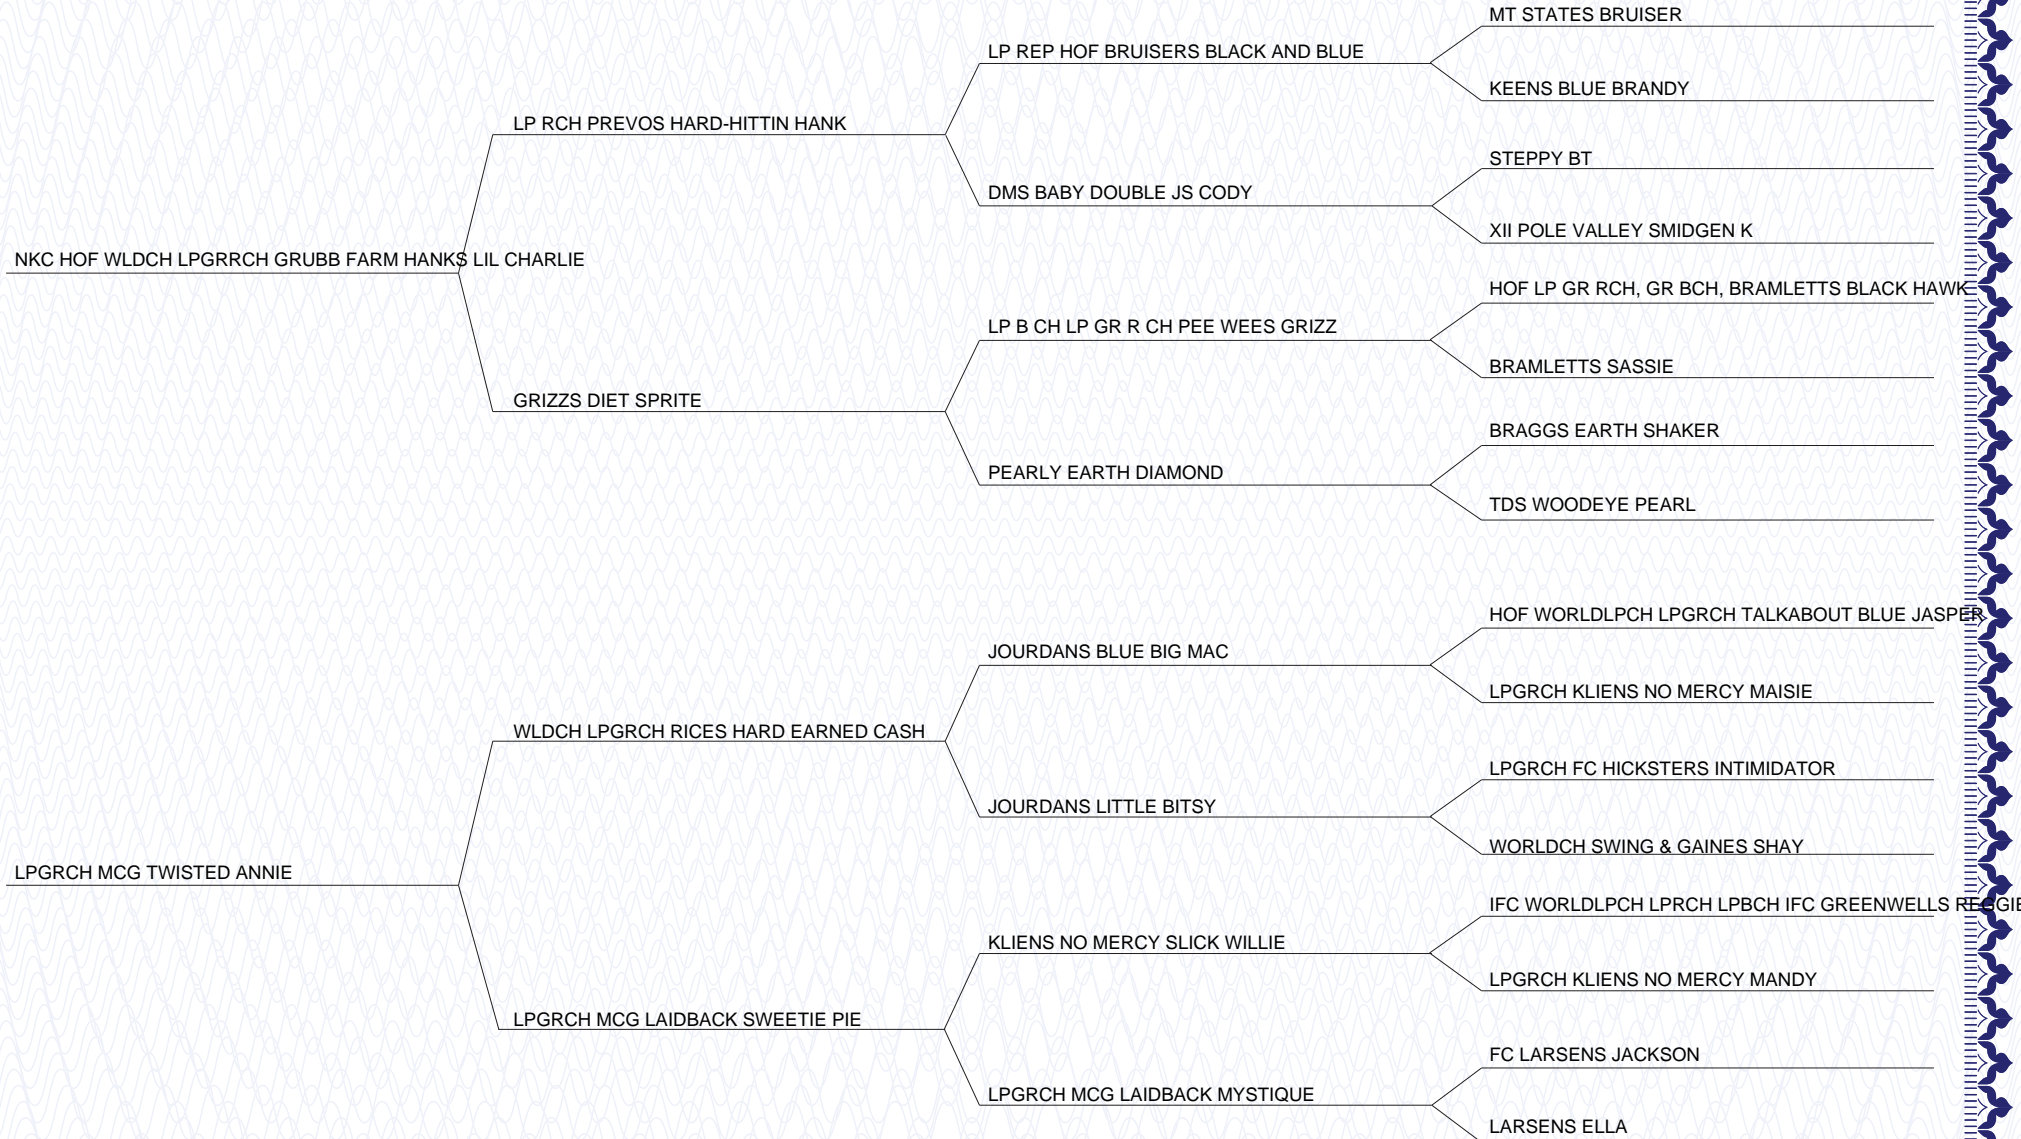 MT STATES BRUISER
LP REP HOF BRUISERS BLACK AND BLUE
KEENS BLUE BRANDY
LP RCH PREVOS HARD-HITTIN HANK
STEPPY BT
DMS BABY DOUBLE JS CODY
XII POLE VALLEY SMIDGEN K
NKC HOF WLDCH LPGRRCH GRUBB FARM HANKS LIL CHARLIE
HOF LP GR RCH, GR BCH, BRAMLETTS BLACK HAWK
LP B CH LP GR R CH PEE WEES GRIZZ
BRAMLETTS SASSIE
GRIZZS DIET SPRITE
BRAGGS EARTH SHAKER
PEARLY EARTH DIAMOND
TDS WOODEYE PEARL
HOF WORLDLPCH LPGRCH TALKABOUT BLUE JASPER
JOURDANS BLUE BIG MAC
LPGRCH KLIENS NO MERCY MAISIE
WLDCH LPGRCH RICES HARD EARNED CASH
LPGRCH FC HICKSTERS INTIMIDATOR
JOURDANS LITTLE BITSY
WORLDCH SWING & GAINES SHAY
LPGRCH MCG TWISTED ANNIE
IFC WORLDLPCH LPRCH LPBCH IFC GREENWELLS REGGIE
KLIENS NO MERCY SLICK WILLIE
LPGRCH KLIENS NO MERCY MANDY
LPGRCH MCG LAIDBACK SWEETIE PIE
FC LARSENS JACKSON
LPGRCH MCG LAIDBACK MYSTIQUE
LARSENS ELLA